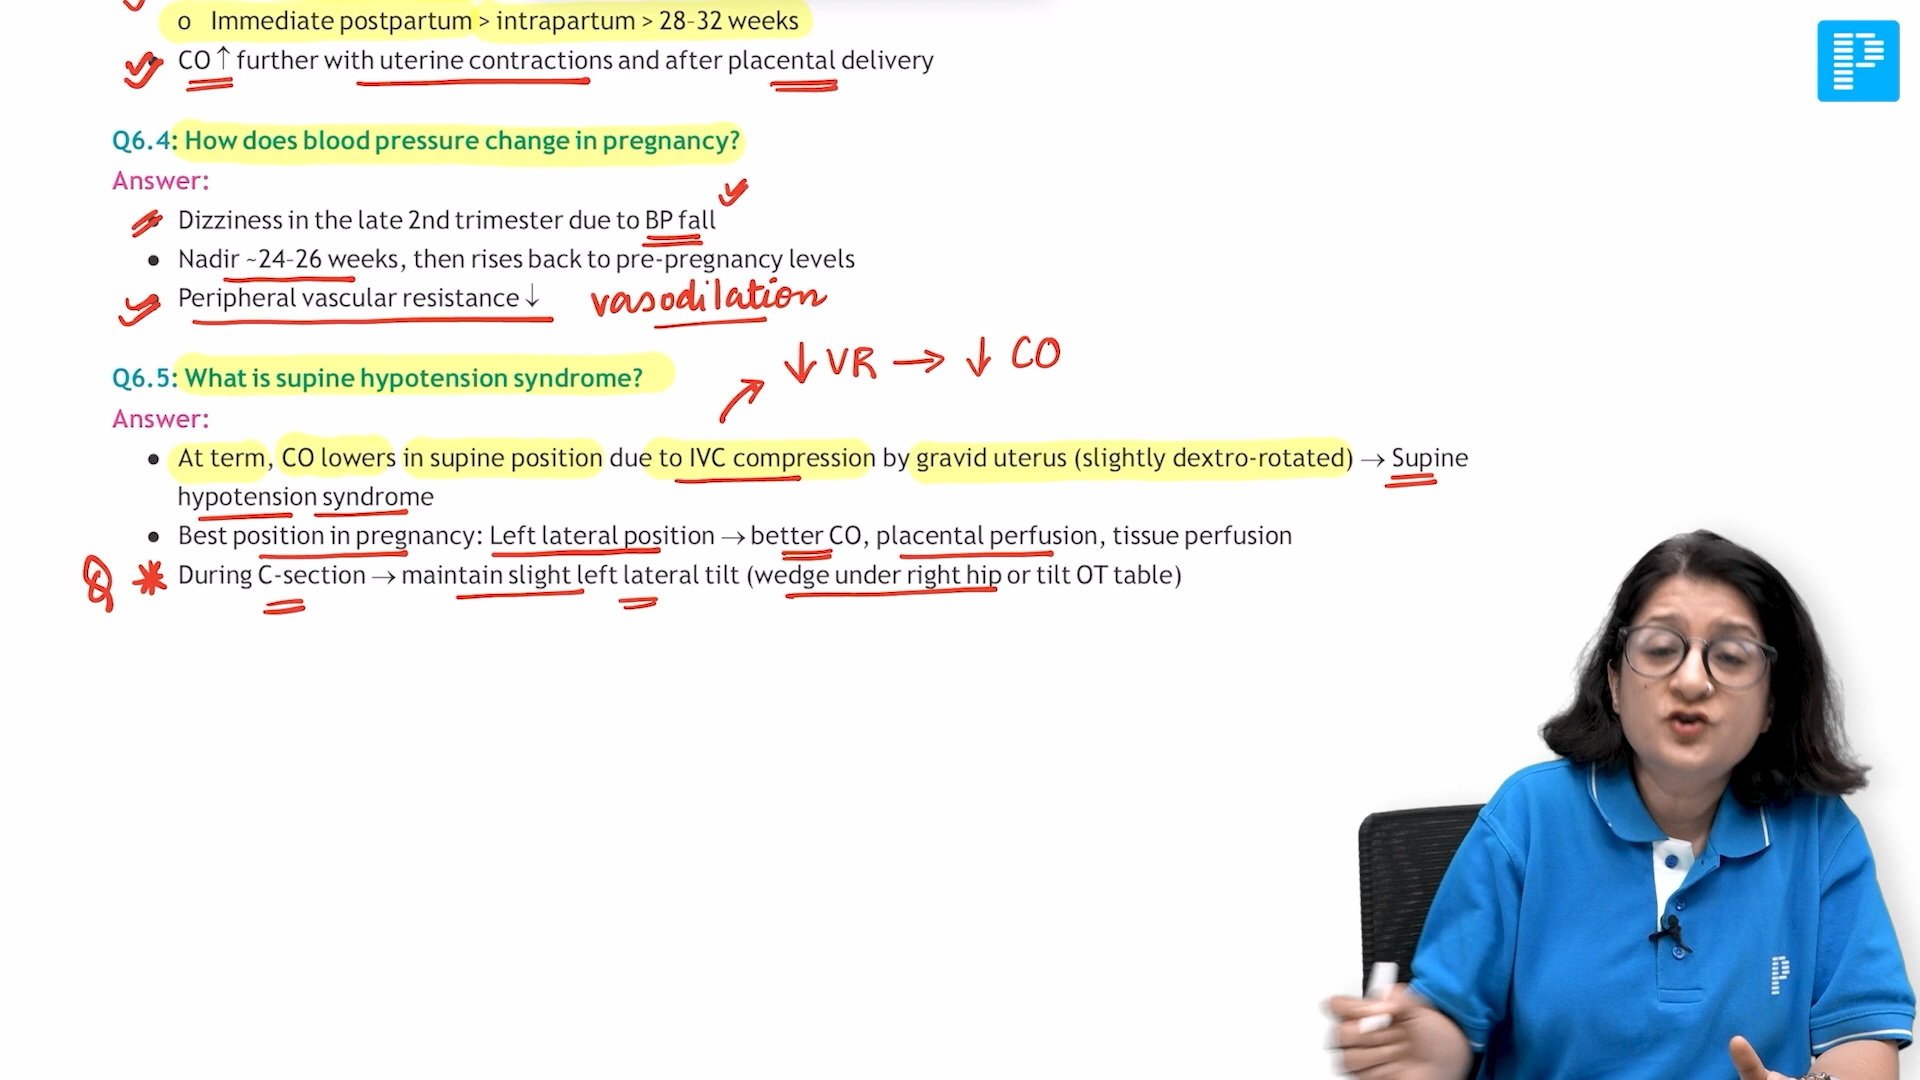 o Immediate postpartum > intrapartum > 28-32 weeks
CO ↑ further with uterine contractions and after placental delivery
Q6.4: How does blood pressure change in pregnancy?
Answer:
Dizziness in the late 2nd trimester due to BP fall
• Nadir ~24-26 weeks, then rises back to pre-pregnancy levels
Peripheral vascular resistance ↓ vasodilation
↓ VR → ↓ CO
Q6.5: What is supine hypotension syndrome?
Answer:
• At term, CO lowers in supine position due to IVC compression by gravid uterus (slightly dextro-rotated) → Supine
hypotension syndrome
• Best position in pregnancy: Left lateral position → better CO, placental perfusion, tissue perfusion
Q * During C-section → maintain slight left lateral tilt (wedge under right hip or tilt OT table)